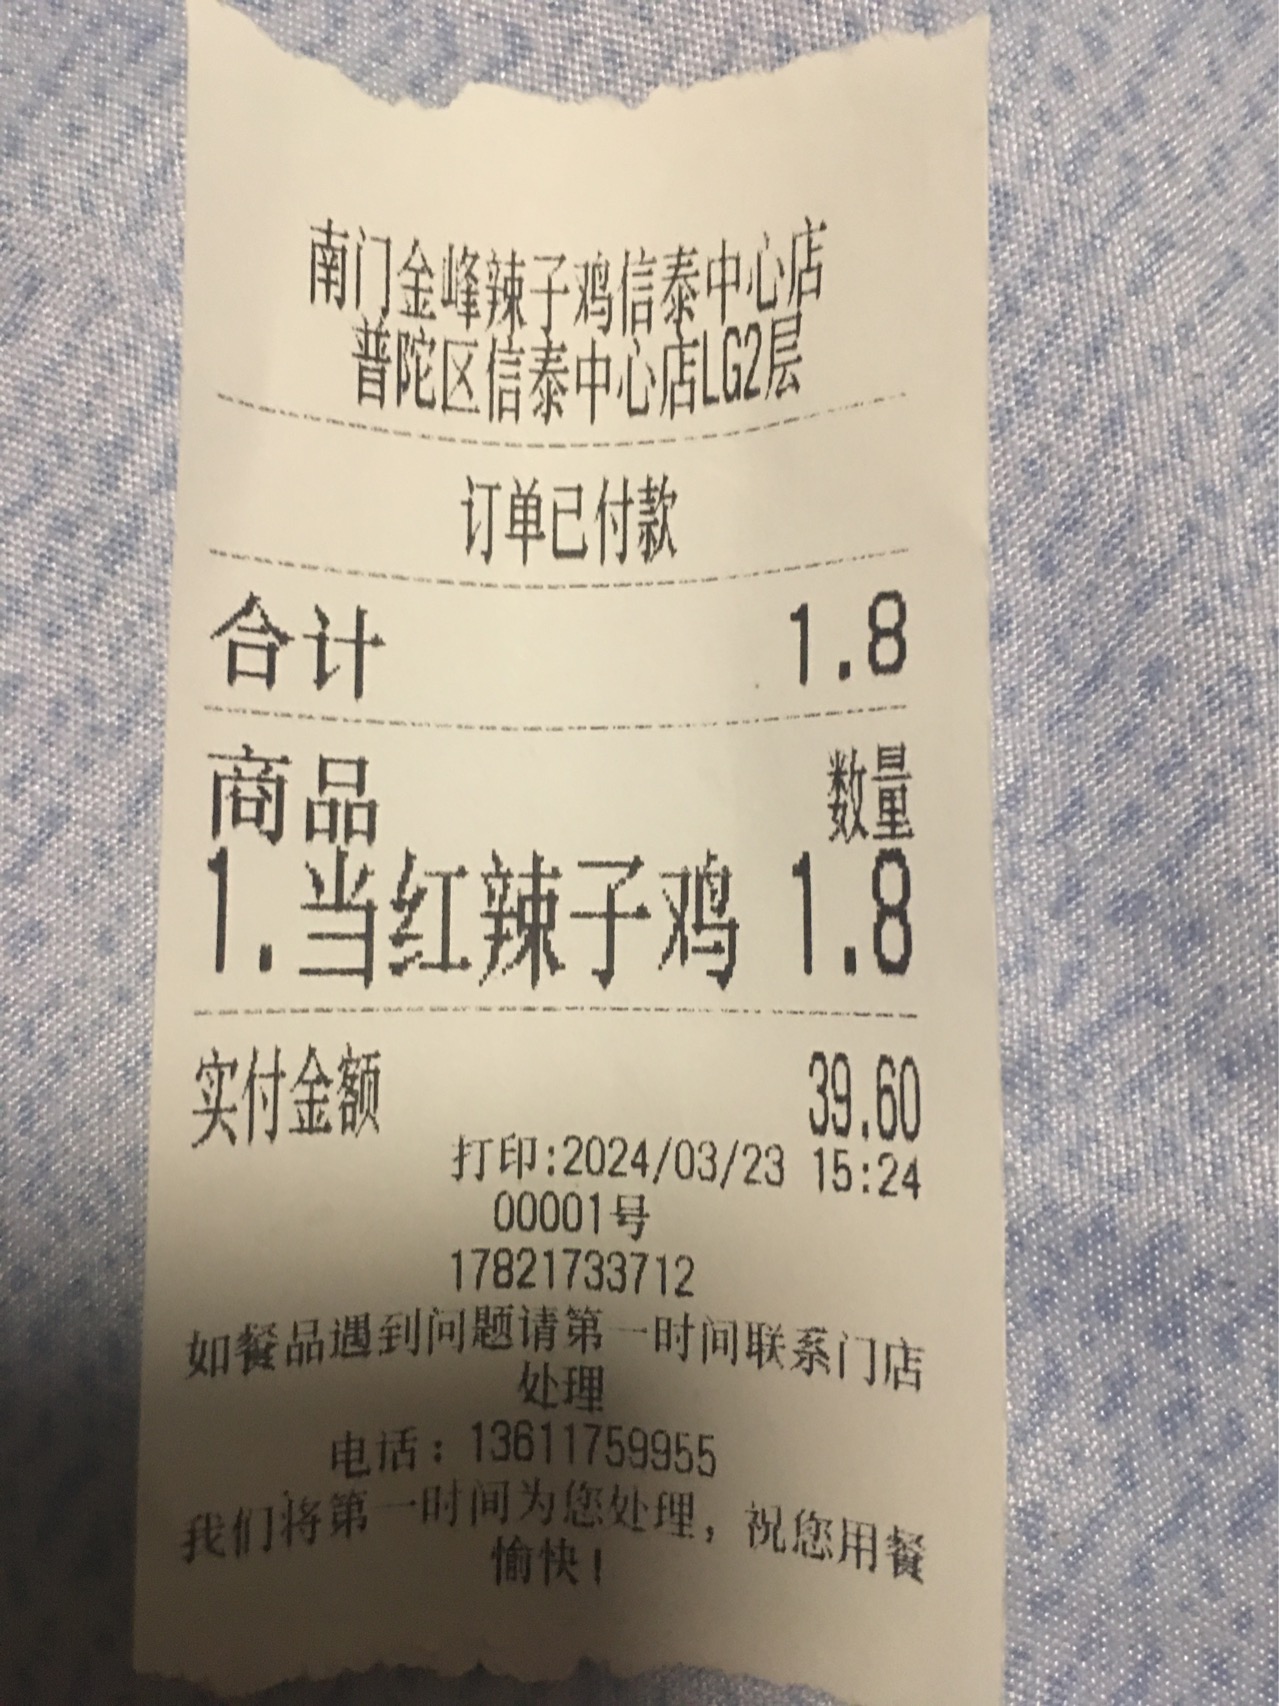 南门金峰辣子鸡信泰中心店
普陀区信泰中心店LG2层
订单已付款
合计 1.8
商品 数量
1.当红辣子鸡 1.8
实付金额 39.60
打印:2024/03/23 15:24
00001号
17821733712
如餐品遇到问题请第一时间联系门店
处理
电话：13611759955
我们将第一时间为您处理，祝您用餐
愉快！